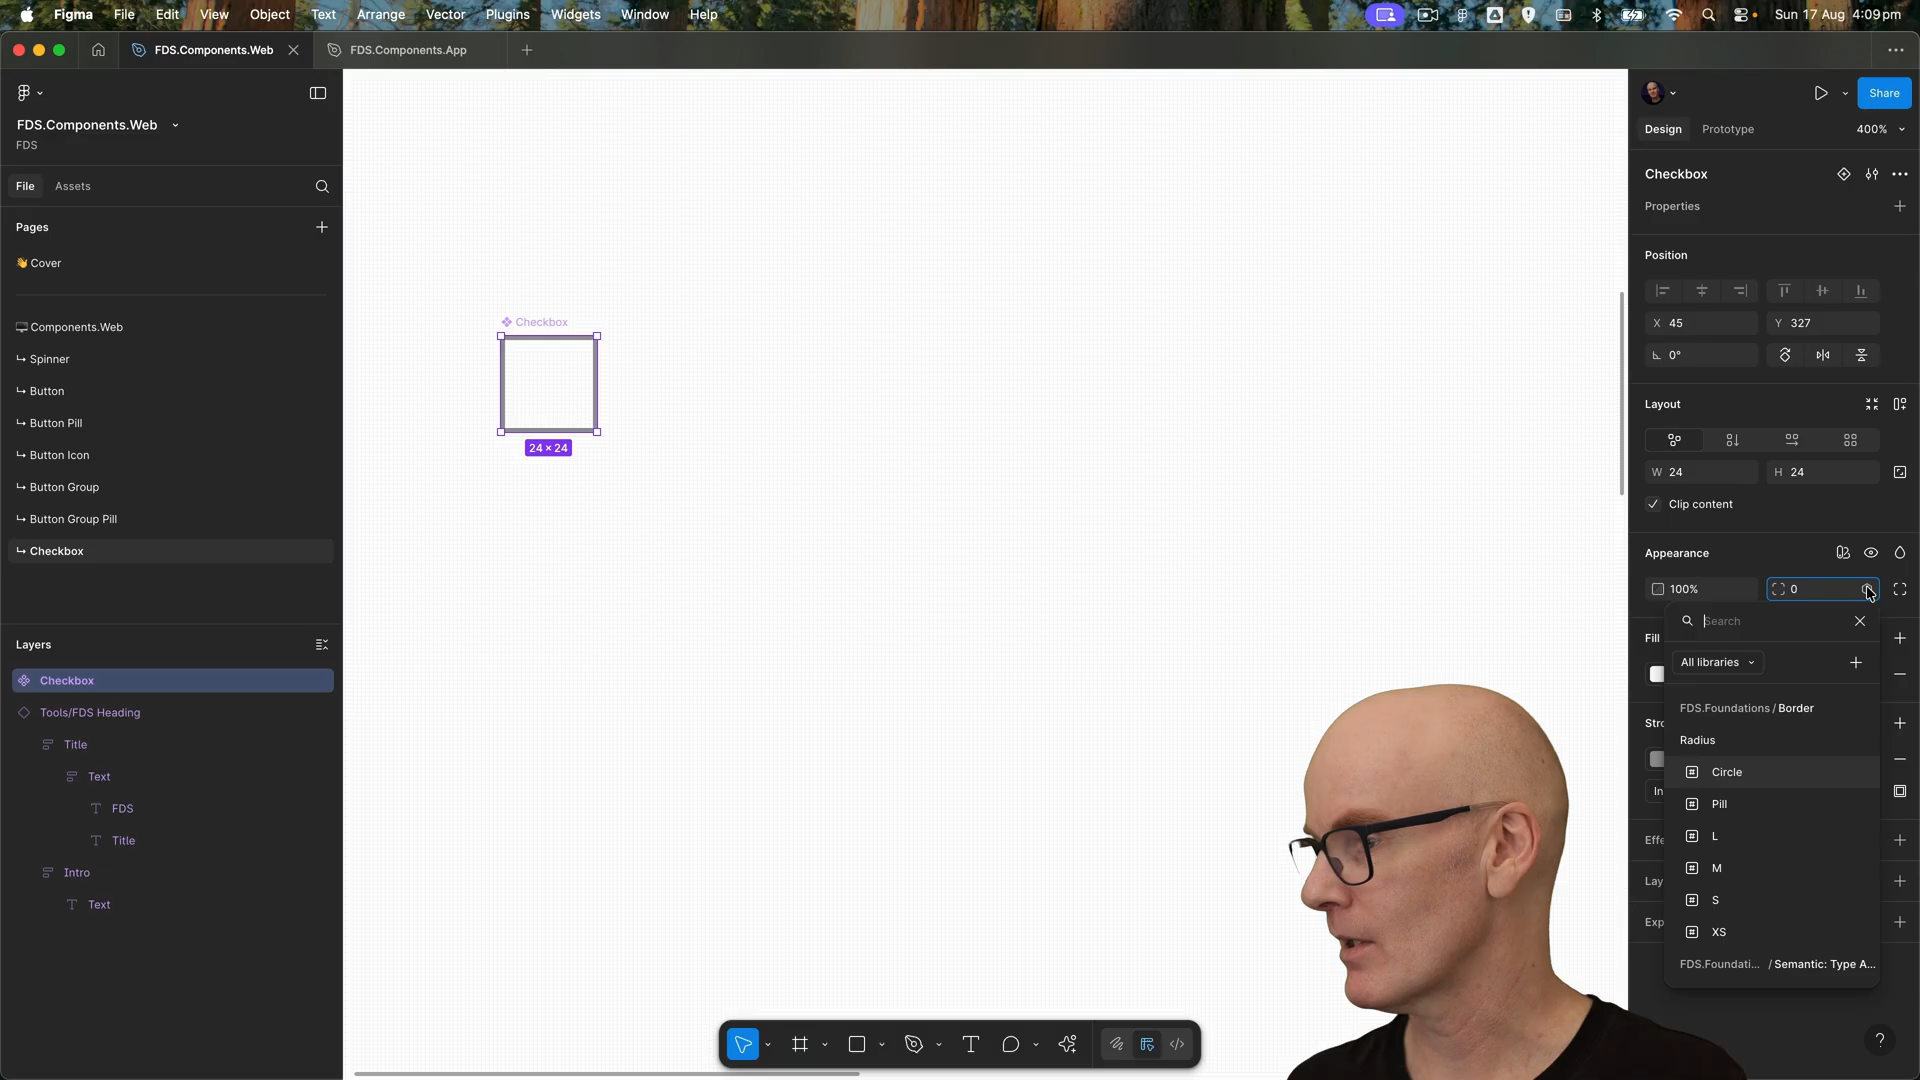 Figma File Edit View Object Text Arrange Vector Plugins Widgets Window Help
Sun 17 Aug 4:09 pm
FDS.Components.Web
FDS.Components.App
FDS.Components.Web
FDS
File Assets
Pages
👋 Cover
Components.Web
↳ Spinner
↳ Button
↳ Button Pill
↳ Button Icon
↳ Button Group
↳ Button Group Pill
↳ Checkbox
Layers
Checkbox
Tools/FDS Heading
Title
Text
FDS
Title
Intro
Text
Checkbox
24 × 24
Share
Design Prototype 400%
Checkbox
Properties
Position
X 45 Y 327
0°
Layout
W 24 H 24
Clip content
Appearance
100% 0
Search
Fill
All libraries
FDS.Foundations / Border
Stro
Radius
Circle
In
Pill
Effe
L
M
Lay
S
Exp
XS
FDS.Foundati... / Semantic: Type A...
?